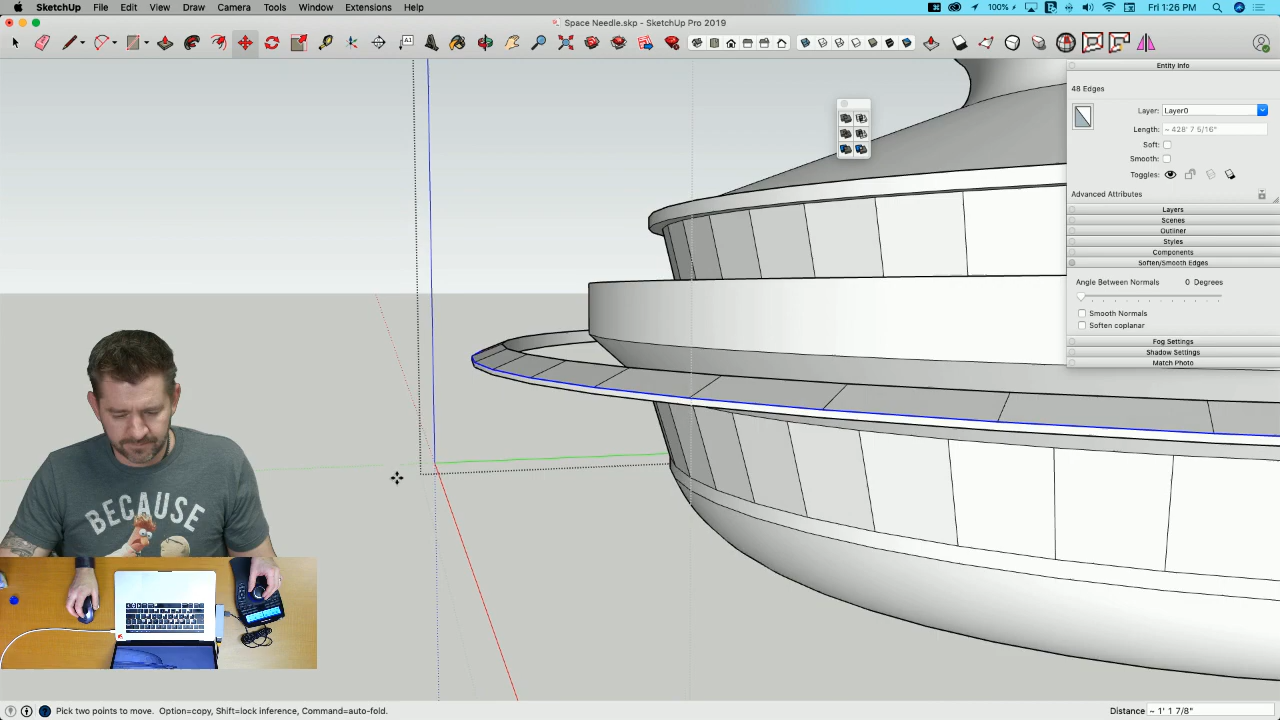 SketchUp File Edit View Draw Camera Tools Window Extensions Help 100% Fri 1:26 PM
Space Needle.skp - SketchUp Pro 2019
Entity Info
48 Edges
Layer: Layer0
Length: ~ 428' 7 5/16"
Soft:
Smooth:
Toggles:
Advanced Attributes
Layers
Scenes
Outliner
Styles
Components
Soften/Smooth Edges
Angle Between Normals 0 Degrees
Smooth Normals
Soften coplanar
Fog Settings
Shadow Settings
Match Photo
BECAUSE
Pick two points to move. Option=copy, Shift=lock inference, Command=auto-fold. Distance ~ 1' 1 7/8"